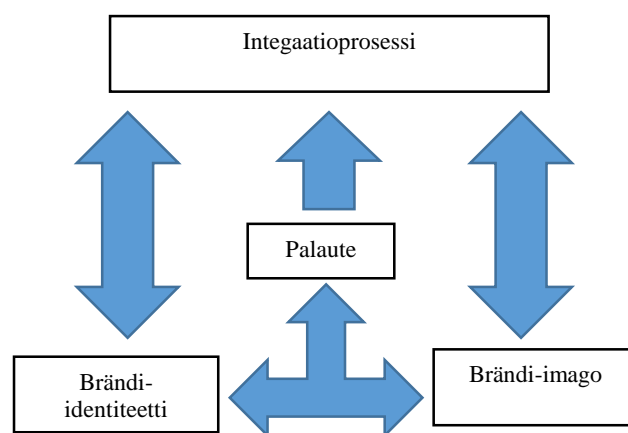 Integaatioprosessi
Palaute
Brändi-
identiteetti
Brändi-imago